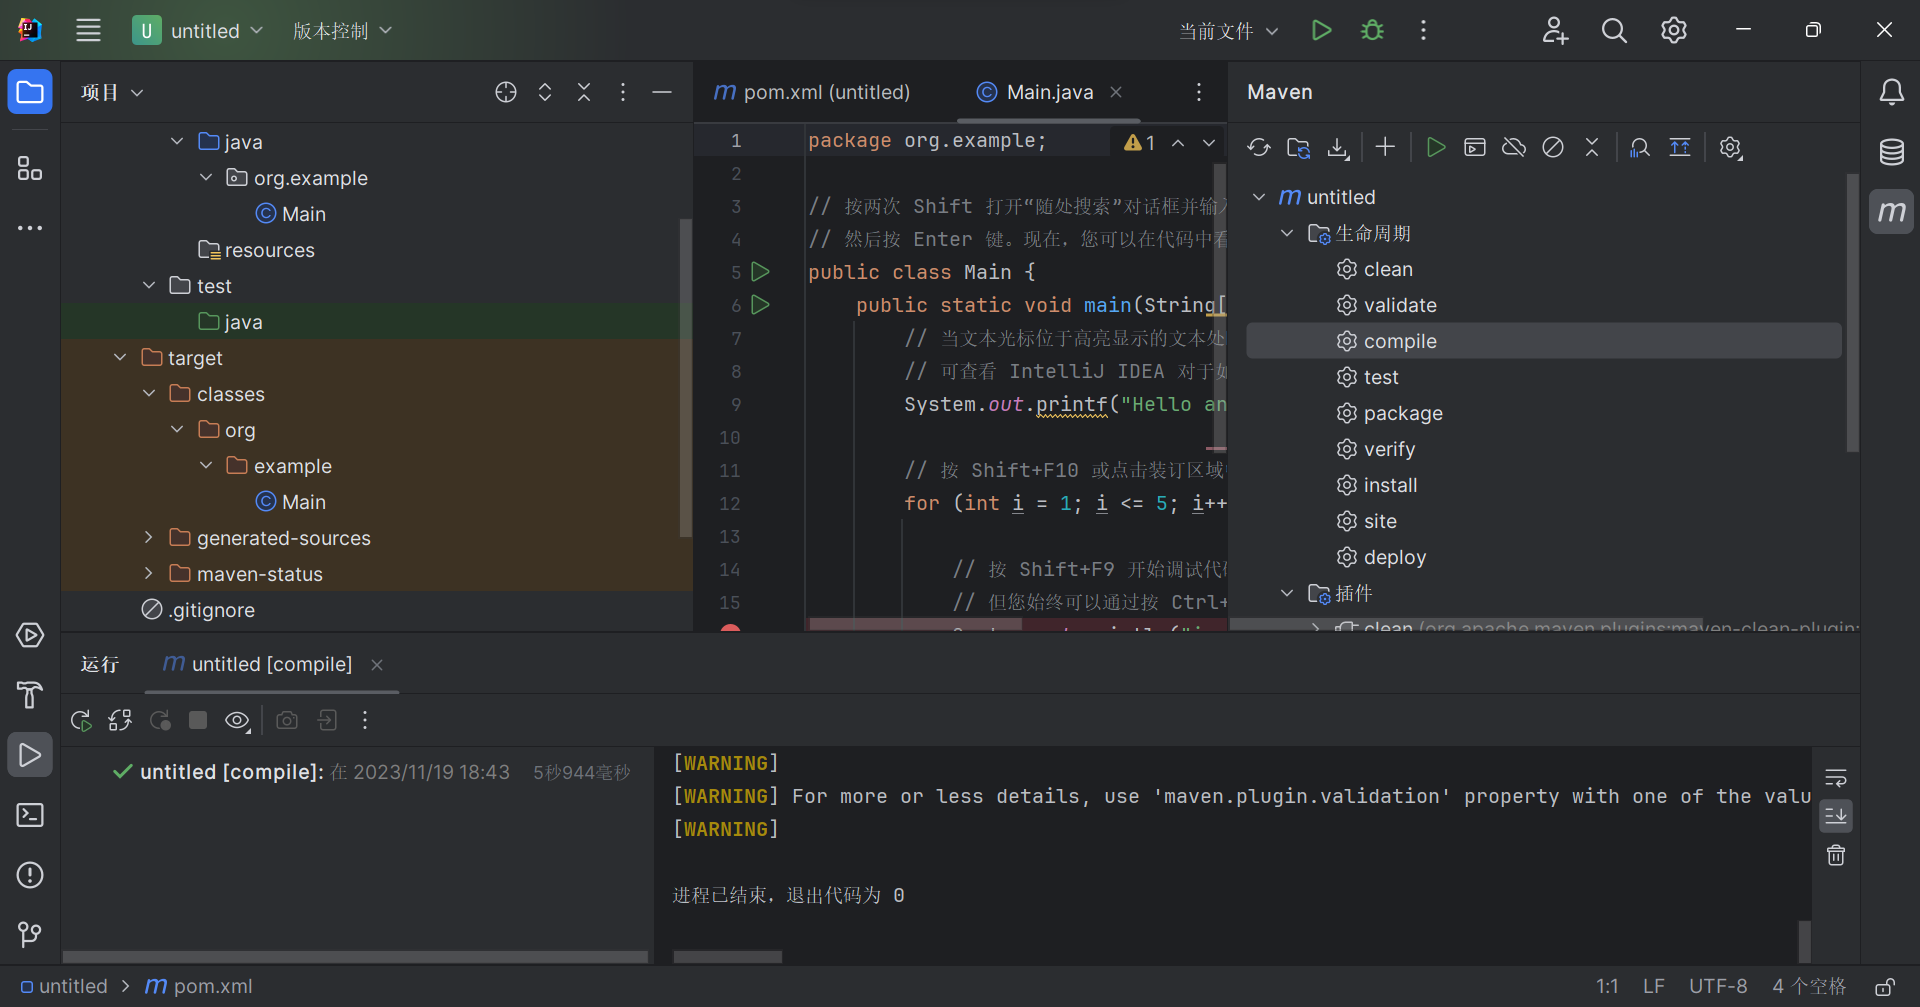 U untitled 版本控制 当前文件
项目
java
org.example
Main
resources
test
java
target
classes
org
example
Main
generated-sources
maven-status
.gitignore
m pom.xml (untitled) Main.java
1 package org.example; 1
2
3 // 按两次 Shift 打开“随处搜索”对话框并输入
4 // 然后按 Enter 键。现在，您可以在代码中看
5 public class Main {
6 public static void main(String[
7 // 当文本光标位于高亮显示的文本处
8 // 可查看 IntelliJ IDEA 对于如
9 System.out.printf("Hello an
10
11 // 按 Shift+F10 或点击装订区域
12 for (int i = 1; i <= 5; i++
13
14 // 按 Shift+F9 开始调试代码
15 // 但您始终可以通过按 Ctrl+
Maven
m untitled
生命周期
clean
validate
compile
test
package
verify
install
site
deploy
插件
clean (org.apache.maven.plugins:maven-clean-plugin:
运行 m untitled [compile]
untitled [compile]: 在 2023/11/19 18:43 5秒944毫秒
[WARNING]
[WARNING] For more or less details, use 'maven.plugin.validation' property with one of the valu
[WARNING]
进程已结束，退出代码为 0
untitled > m pom.xml 1:1 LF UTF-8 4 个空格